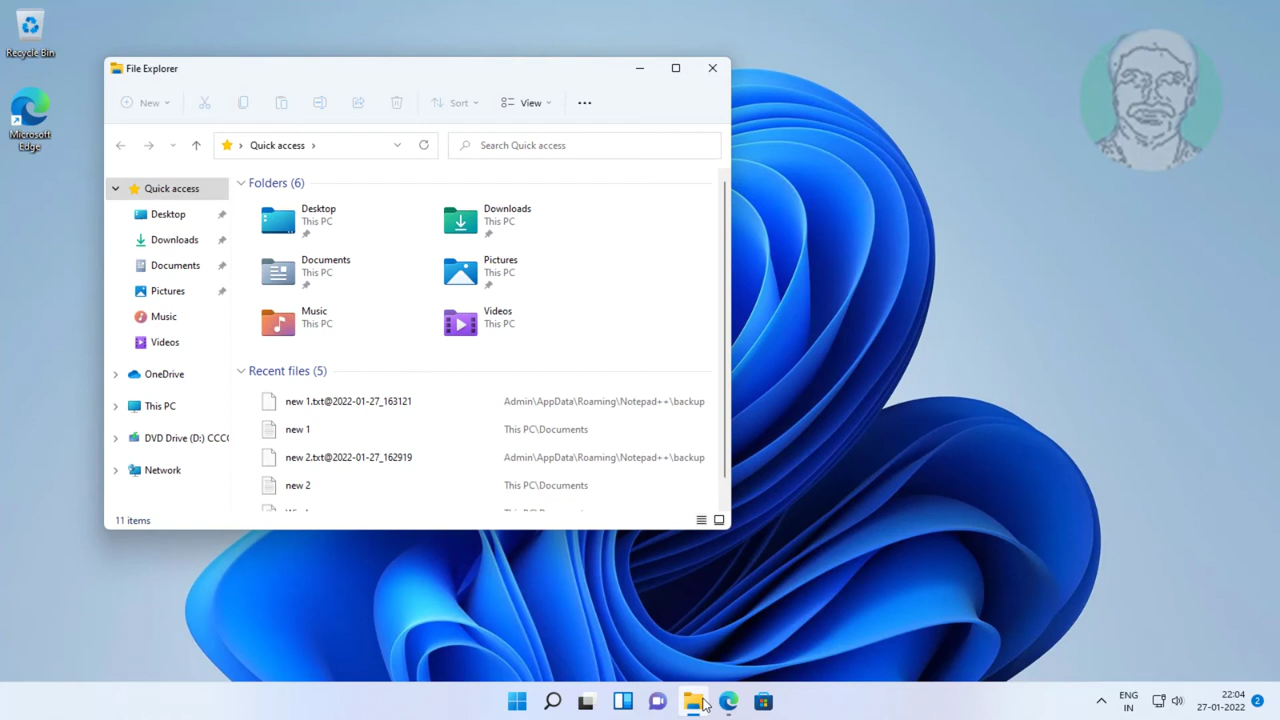 Recycle Bin
Microsoft
Edge
File Explorer
New
Sort
View
Quick access
Search Quick access
Quick access
Desktop
Downloads
Documents
Pictures
Music
Videos
OneDrive
This PC
DVD Drive (D:) CCC
Network
Folders (6)
Desktop
This PC
Downloads
This PC
Documents
This PC
Pictures
This PC
Music
This PC
Videos
This PC
Recent files (5)
new 1.txt@2022-01-27_163121 Admin\AppData\Roaming\Notepad++\backup
new 1 This PC\Documents
new 2.txt@2022-01-27_162919 Admin\AppData\Roaming\Notepad++\backup
new 2 This PC\Documents
11 items
ENG
IN
22:04
27-01-2022
2